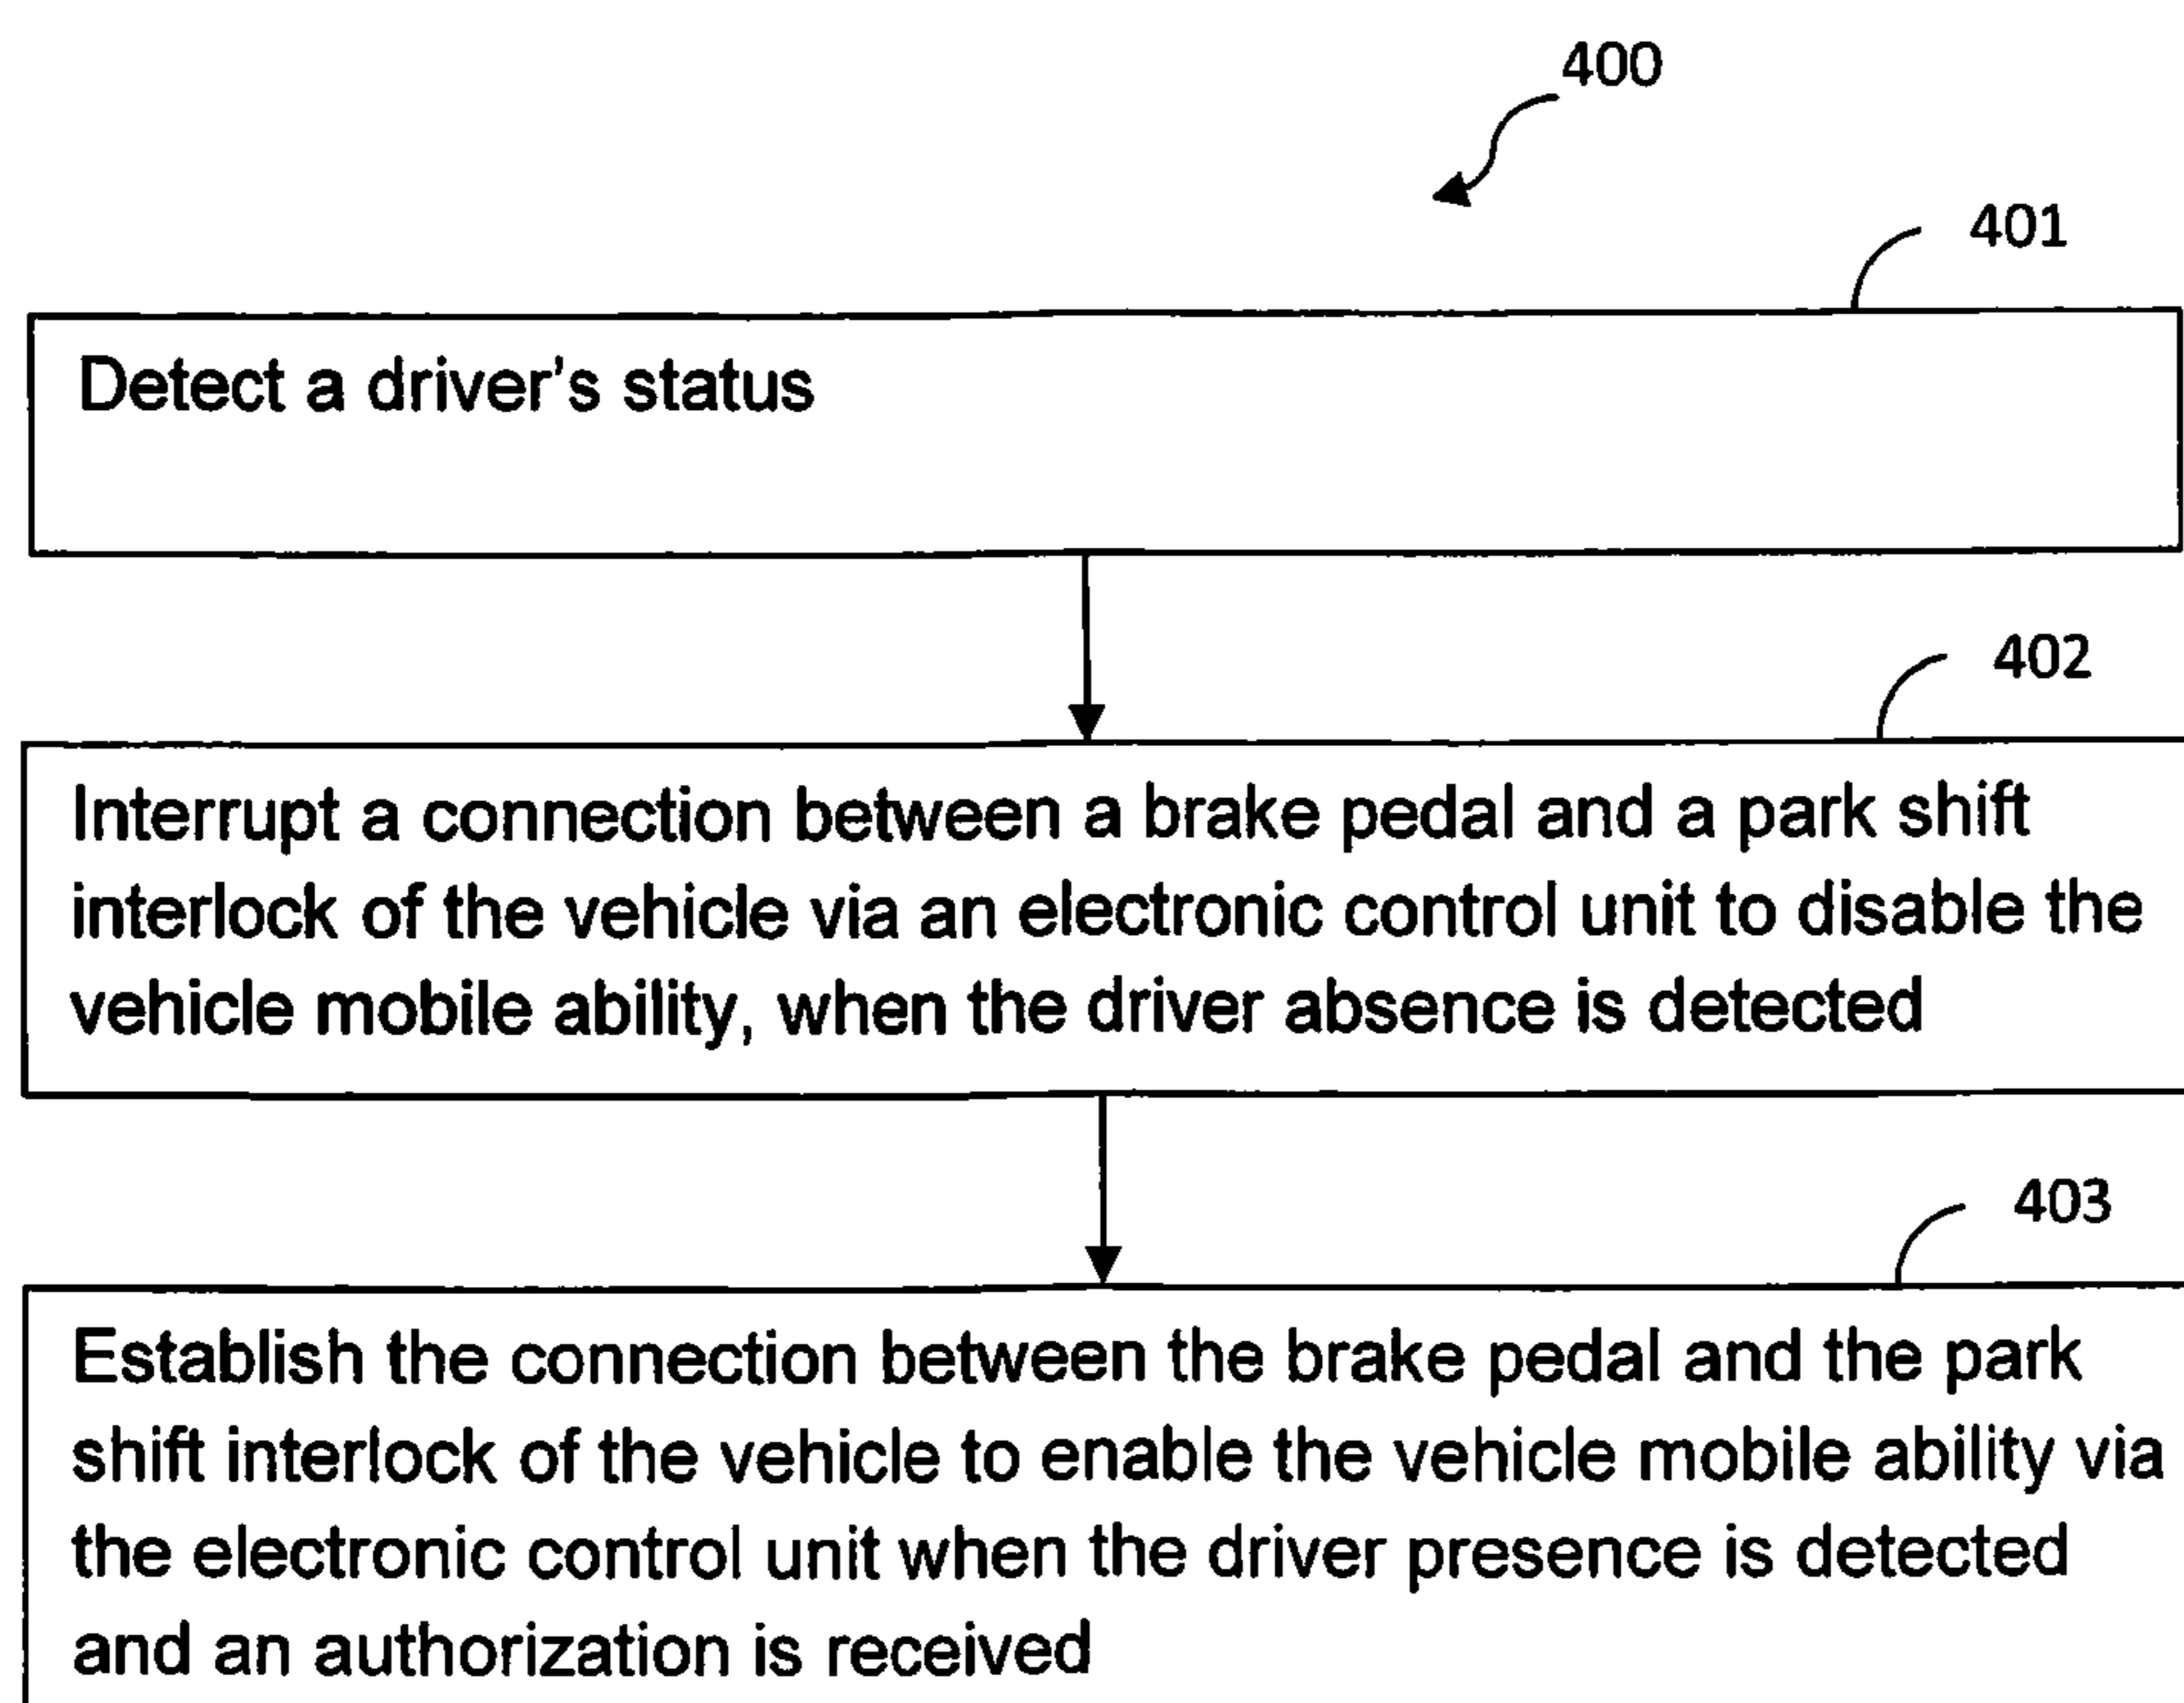 400
401
Detect a driver's status
402
Interrupt a connection between a brake pedal and a park shift
interlock of the vehicle via an electronic control unit to disable the
vehicle mobile ability, when the driver absence is detected
403
Establish the connection between the brake pedal and the park
shift interlock of the vehicle to enable the vehicle mobile ability via
the electronic control unit when the driver presence is detected
and an authorization is received